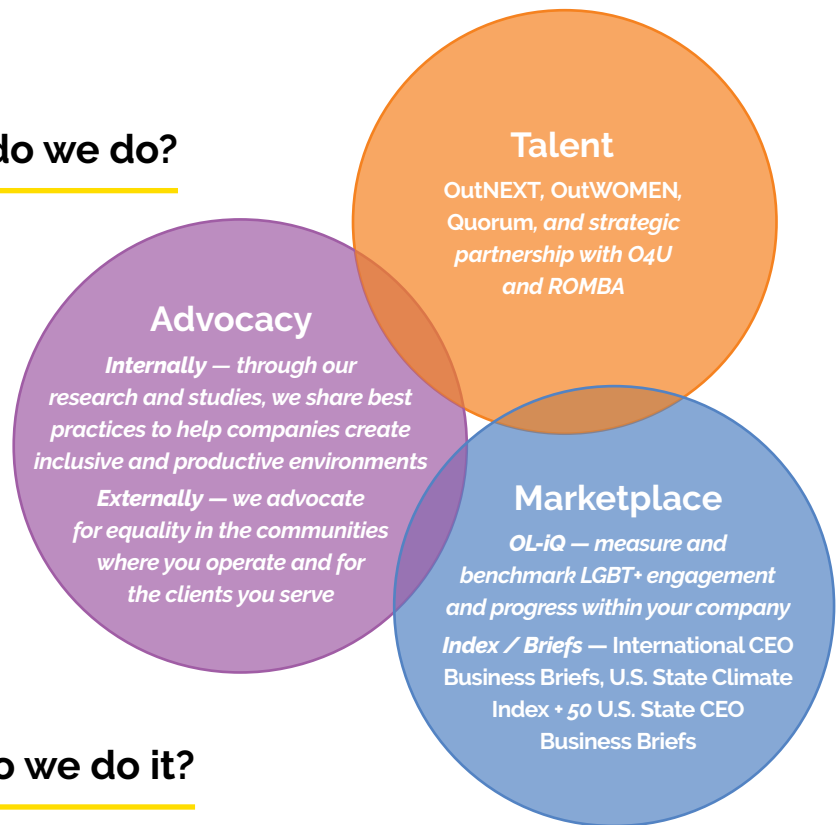 do we do?
Talent
OutNEXT, OutWOMEN,
Quorum, and strategic
partnership with O4U
and ROMBA
Advocacy
Internally — through our
research and studies, we share best
practices to help companies create
inclusive and productive environments
Externally — we advocate
for equality in the communities
where you operate and for
the clients you serve
Marketplace
OL-iQ — measure and
benchmark LGBT+ engagement
and progress within your company
Index / Briefs — International CEO
Business Briefs, U.S. State Climate
Index + 50 U.S. State CEO
Business Briefs
o we do it?